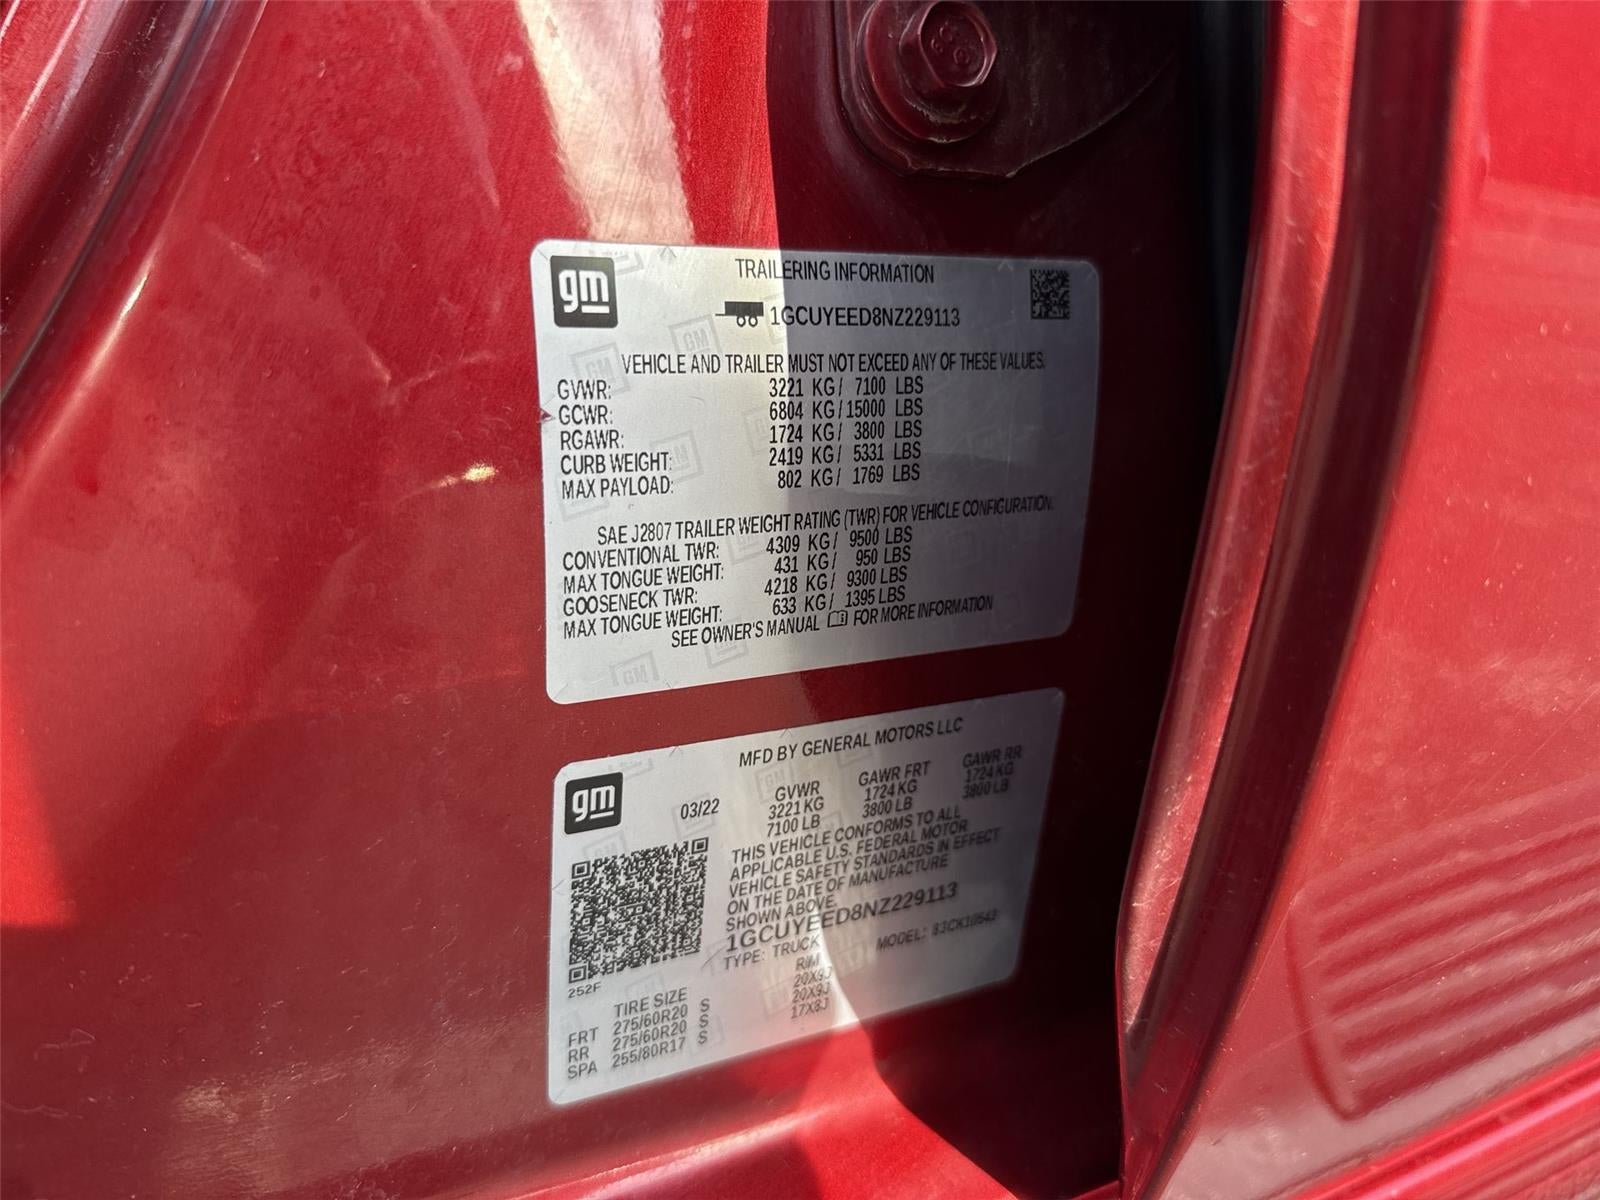 gm
TRAILERING INFORMATION
1GCUYEED8NZ229113
VEHICLE AND TRAILER MUST NOT EXCEED ANY OF THESE VALUES.
GVWR: 3221 KG/ 7100 LBS
GCWR: 6804 KG/ 15000 LBS
RGAWR: 1724 KG/ 3800 LBS
CURB WEIGHT: 2419 KG/ 5331 LBS
MAX PAYLOAD: 802 KG/ 1769 LBS
SAE J2807 TRAILER WEIGHT RATING (TWR) FOR VEHICLE CONFIGURATION.
CONVENTIONAL TWR: 4309 KG/ 9500 LBS
MAX TONGUE WEIGHT: 431 KG/ 950 LBS
GOOSENECK TWR: 4218 KG/ 9300 LBS
MAX TONGUE WEIGHT: 633 KG/ 1395 LBS
SEE OWNER'S MANUAL FOR MORE INFORMATION
gm
MFD BY GENERAL MOTORS LLC
03/22
GVWR GAWR FRT GAWR RR
3221 KG 1724 KG 1724 KG
7100 LB 3800 LB 3800 LB
THIS VEHICLE CONFORMS TO ALL
APPLICABLE U.S. FEDERAL MOTOR
VEHICLE SAFETY STANDARDS IN EFFECT
ON THE DATE OF MANUFACTURE
SHOWN ABOVE.
1GCUYEED8NZ229113
TYPE: TRUCK MODEL:
252F
TIRE SIZE RIM
FRT 275/60R20 S 20X9J
RR 275/60R20 S 20X9J
SPA 255/80R17 S 17X8J